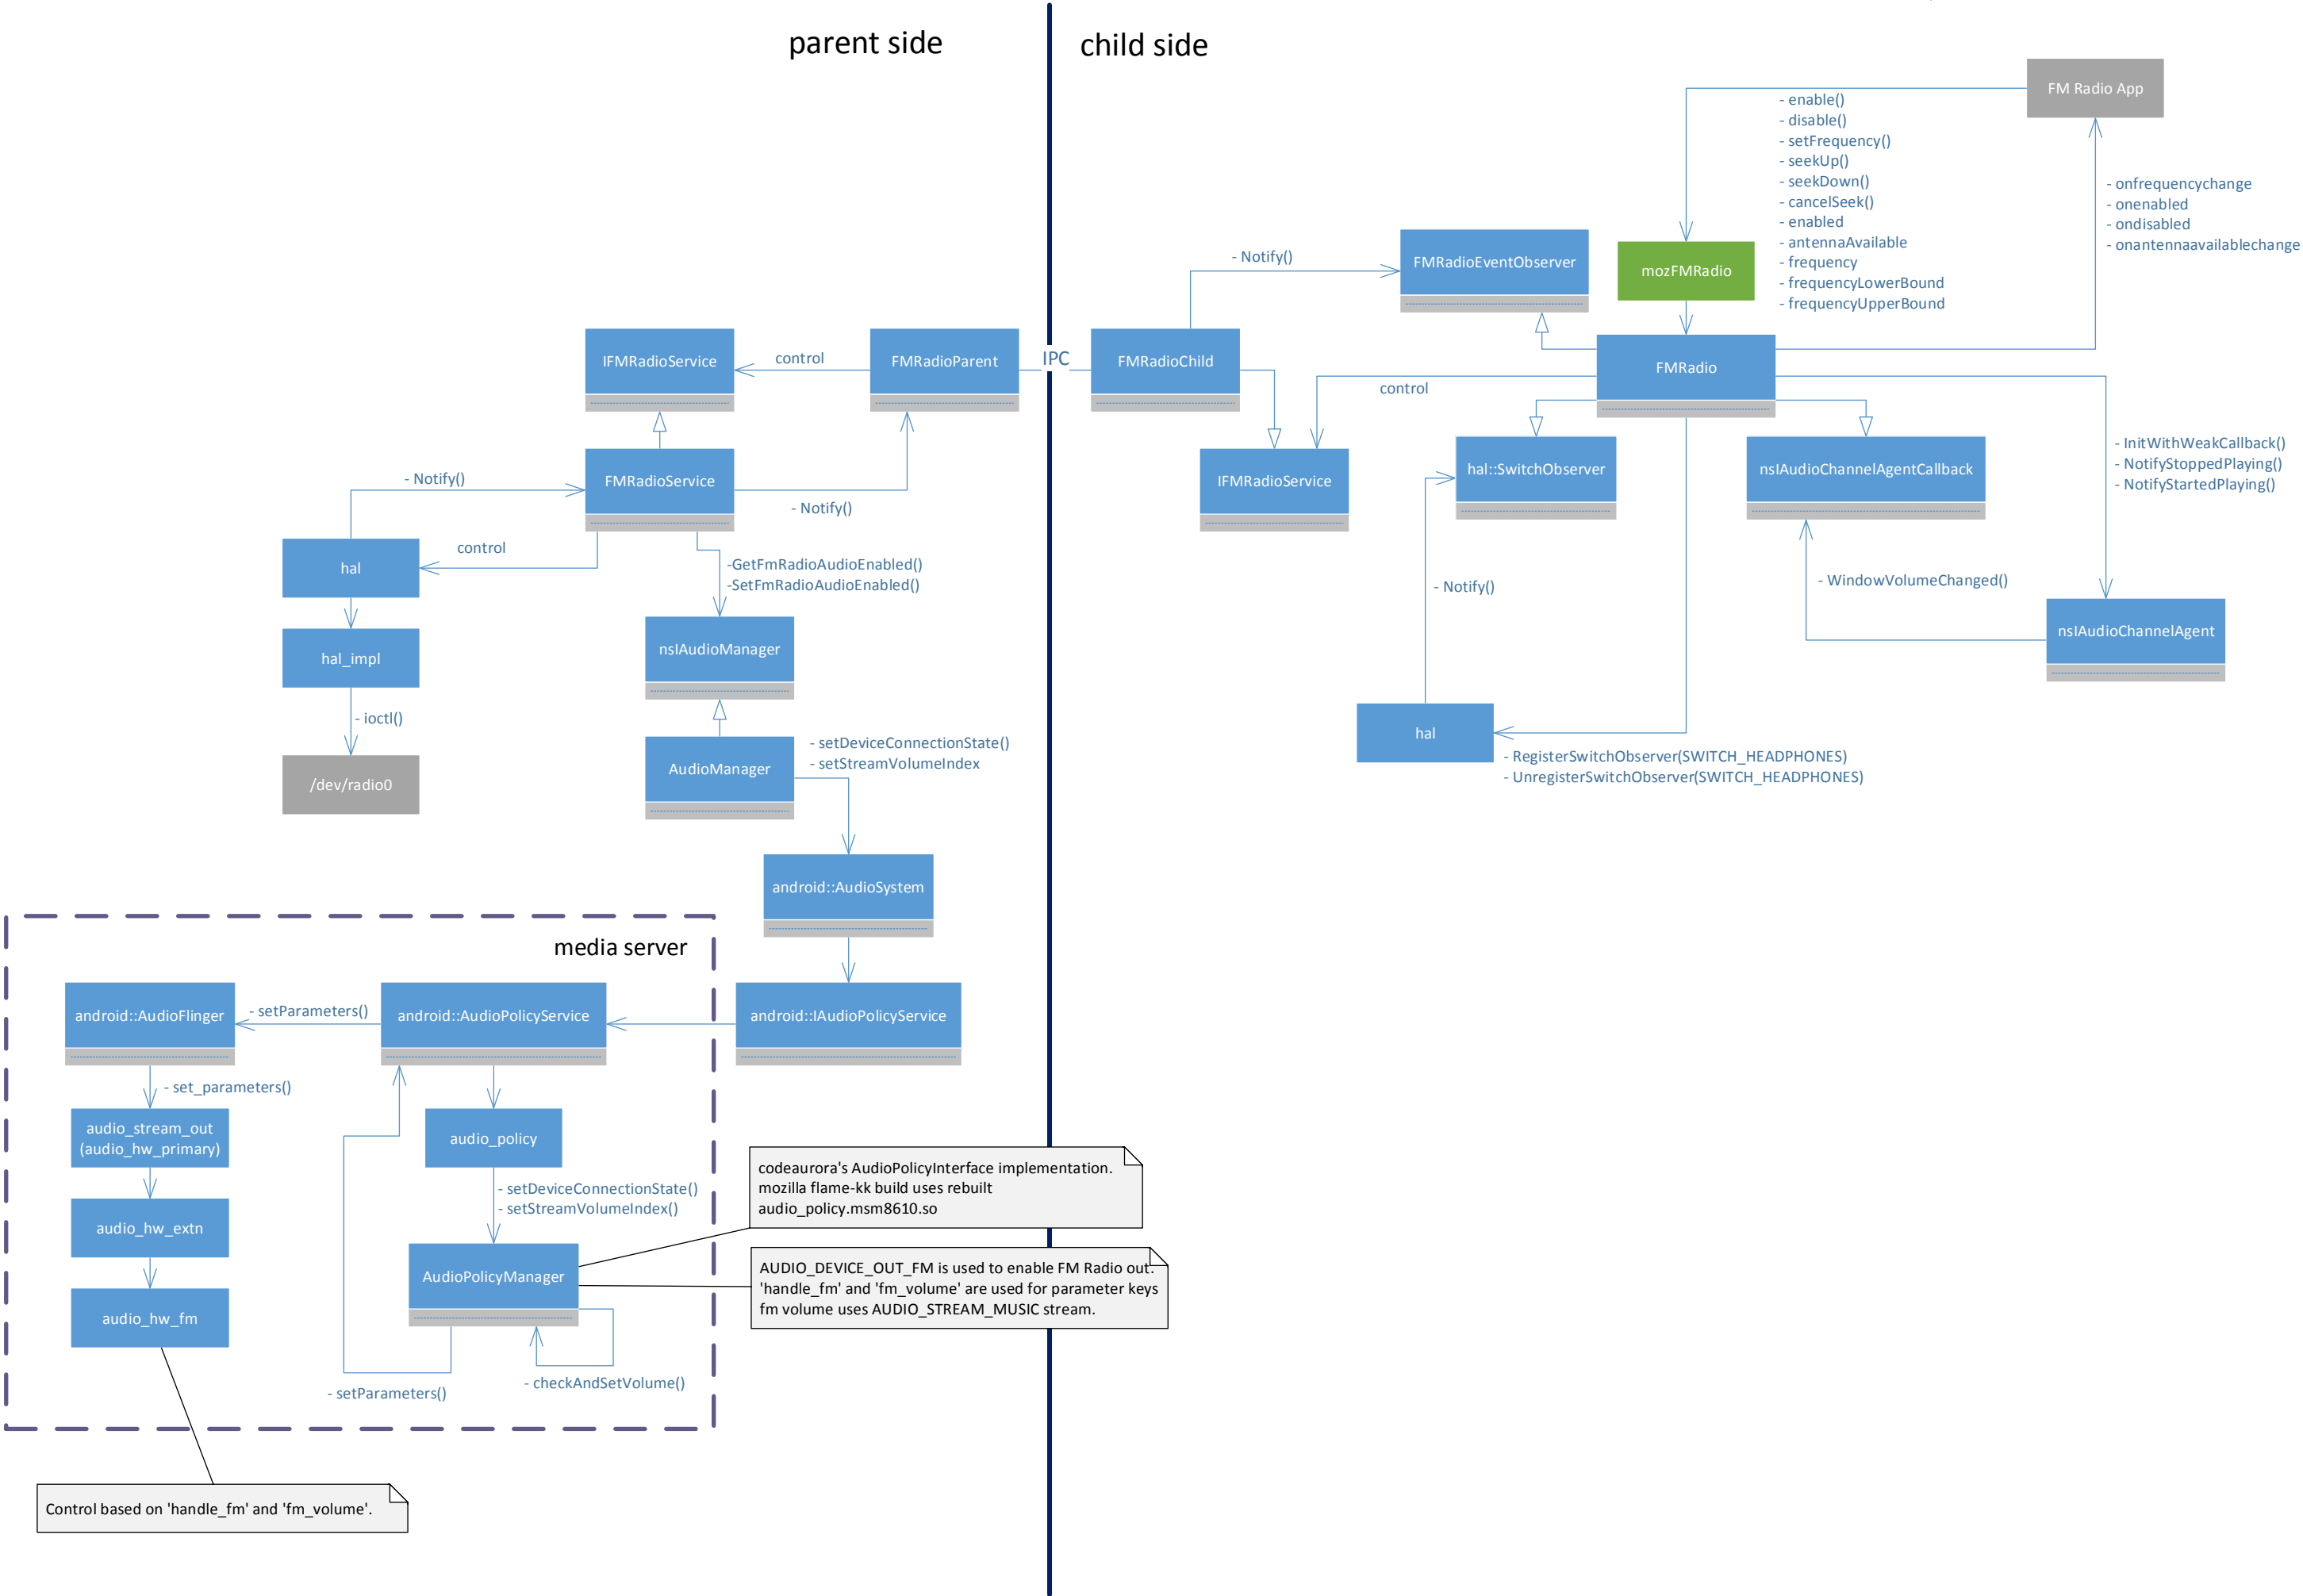 parent side
child side
FM Radio App
- enable()
- disable()
- setFrequency()
- seekUp()
- seekDown()
- cancelSeek()
- enabled
- antennaAvailable
- frequency
- frequencyLowerBound
- frequencyUpperBound
- onfrequencychange
- onenabled
- ondisabled
- onantennaavailablechange
mozFMRadio
FMRadioEventObserver
- Notify()
IFMRadioService
control
FMRadioParent
IPC
FMRadioChild
FMRadio
control
- Notify()
FMRadioService
- Notify()
IFMRadioService
hal::SwitchObserver
nsIAudioChannelAgentCallback
- InitWithWeakCallback()
- NotifyStoppedPlaying()
- NotifyStartedPlaying()
hal
control
-GetFmRadioAudioEnabled()
-SetFmRadioAudioEnabled()
- Notify()
- WindowVolumeChanged()
nsIAudioChannelAgent
hal_impl
nsIAudioManager
- ioctl()
/dev/radio0
AudioManager
- setDeviceConnectionState()
- setStreamVolumeIndex
hal
- RegisterSwitchObserver(SWITCH_HEADPHONES)
- UnregisterSwitchObserver(SWITCH_HEADPHONES)
android::AudioSystem
media server
android::AudioFlinger
- setParameters()
android::AudioPolicyService
android::IAudioPolicyService
- set_parameters()
audio_stream_out
(audio_hw_primary)
audio_policy
- setDeviceConnectionState()
- setStreamVolumeIndex()
codeaurora's AudioPolicyInterface implementation.
mozilla flame-kk build uses rebuilt
audio_policy.msm8610.so
audio_hw_extn
AudioPolicyManager
AUDIO_DEVICE_OUT_FM is used to enable FM Radio out.
'handle_fm' and 'fm_volume' are used for parameter keys
fm volume uses AUDIO_STREAM_MUSIC stream.
audio_hw_fm
- setParameters()
- checkAndSetVolume()
Control based on 'handle_fm' and 'fm_volume'.